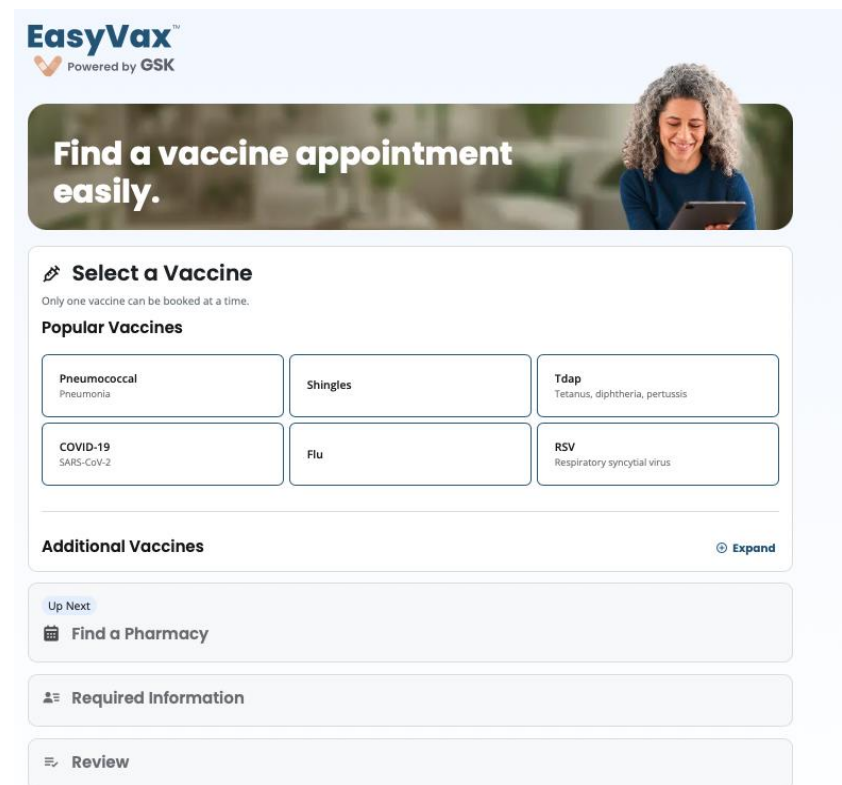 EasyVax™
Powered by GSK
Find a vaccine appointment
easily.
Select a Vaccine
Only one vaccine can be booked at a time.
Popular Vaccines
Pneumococcal
Pneumonia
Shingles
Tdap
Tetanus, diphtheria, pertussis
COVID-19
SARS-CoV-2
Flu
RSV
Respiratory syncytial virus
Additional Vaccines
Expand
Up Next
Find a Pharmacy
Required Information
Review